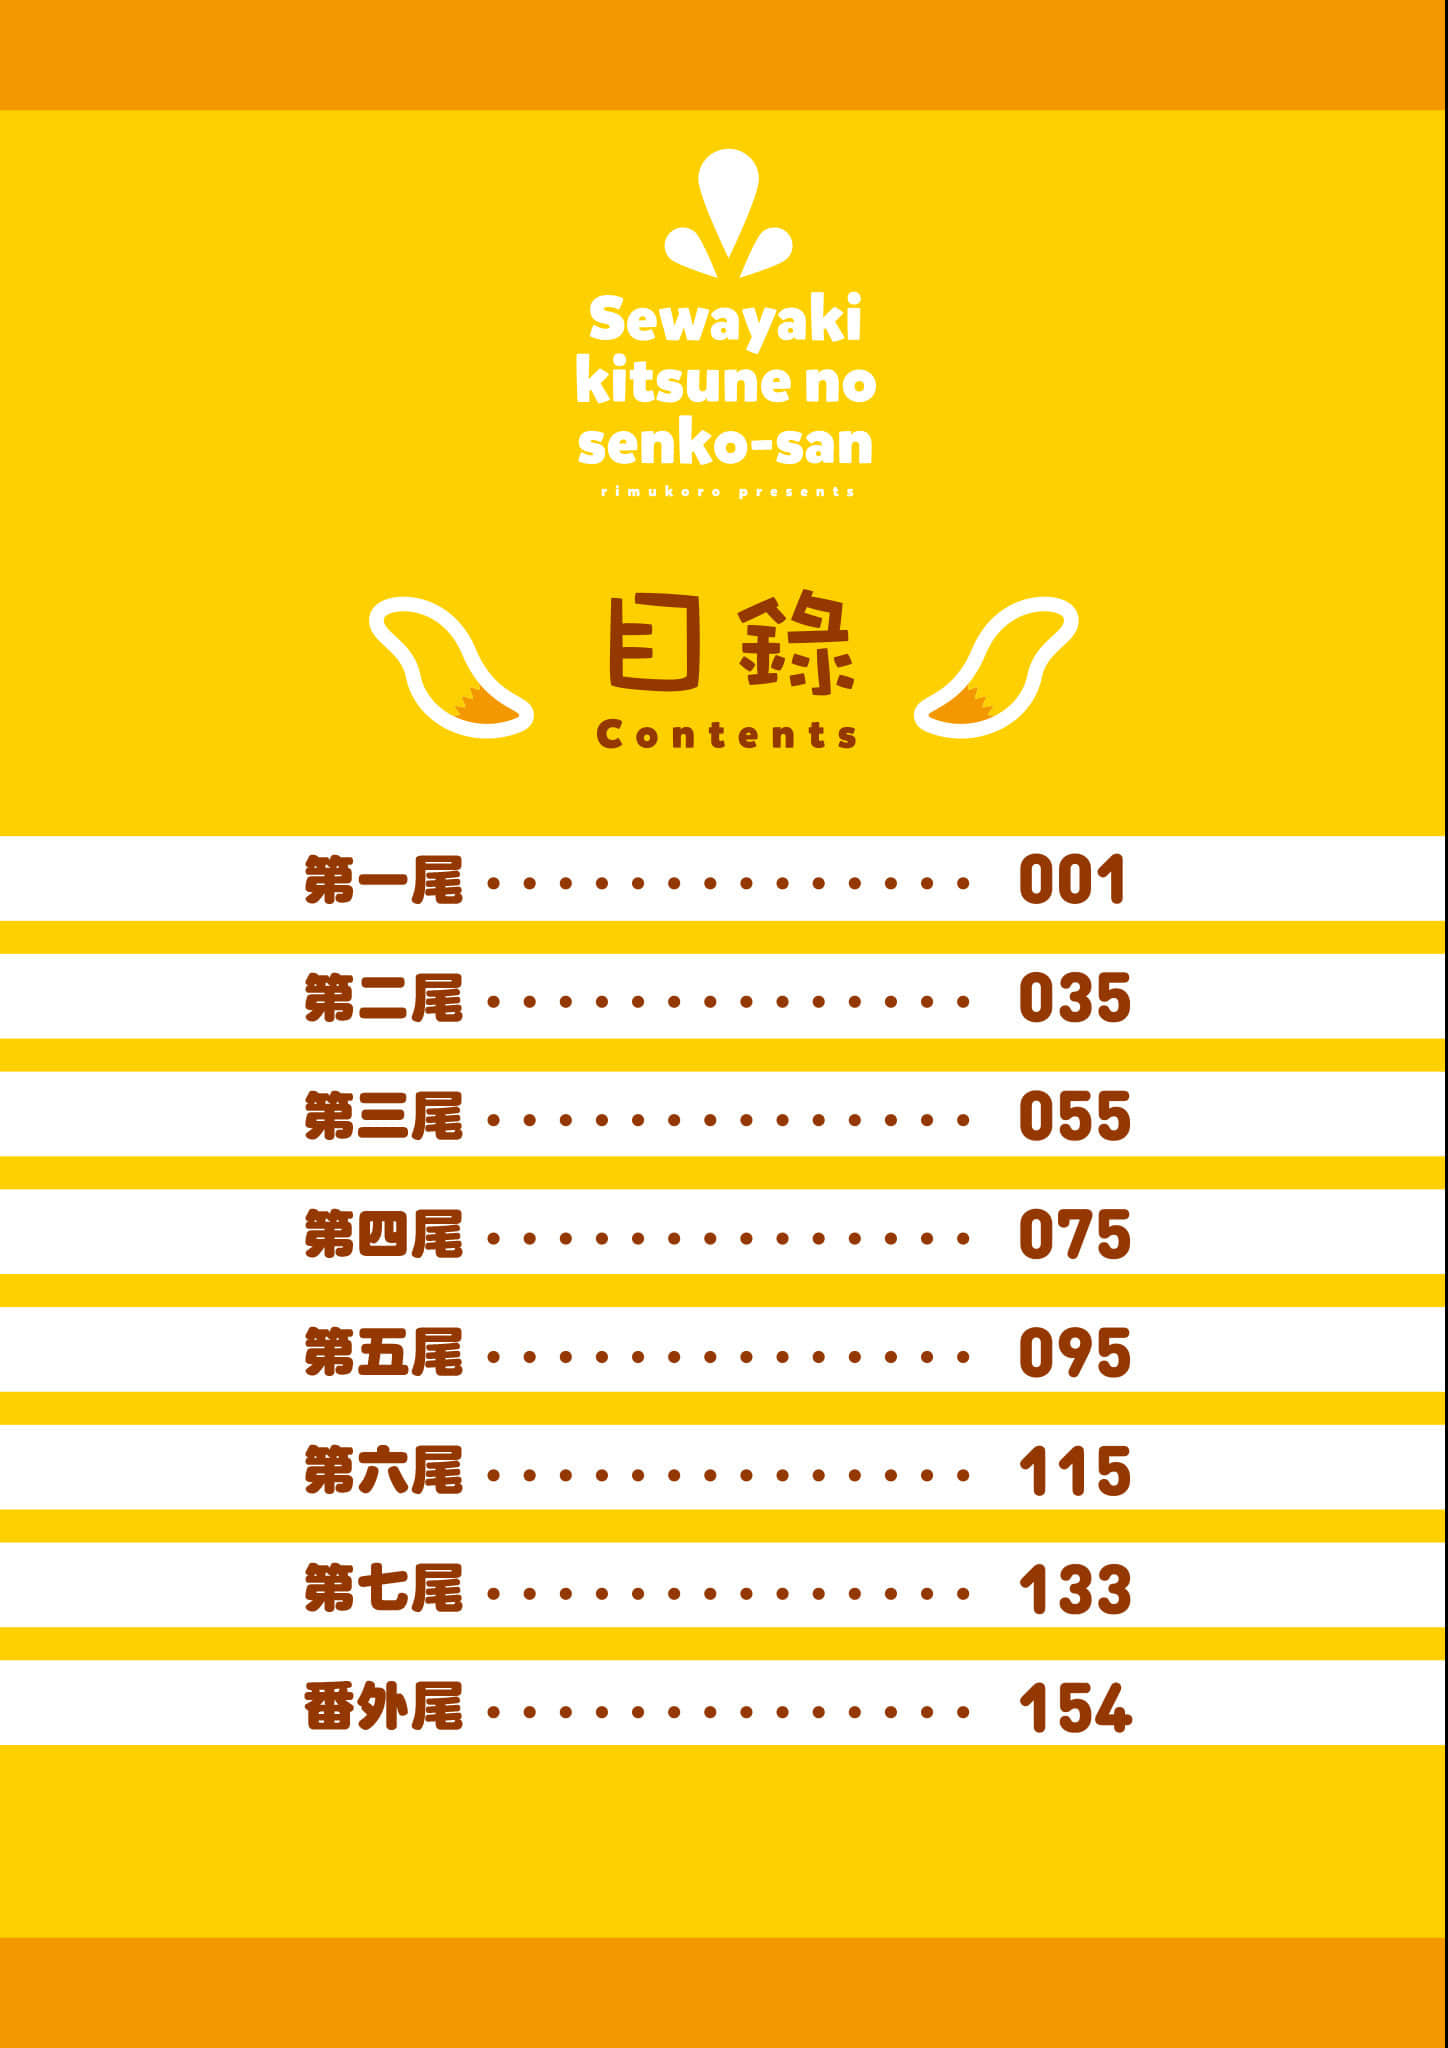 Sewayaki
kitsune no
senko-san
rimukoro presents
目錄
Contents
第一尾 ・・・・・・・・・・・・・・ 001
第二尾 ・・・・・・・・・・・・・・ 035
第三尾 ・・・・・・・・・・・・・・ 055
第四尾 ・・・・・・・・・・・・・・ 075
第五尾 ・・・・・・・・・・・・・・ 095
第六尾 ・・・・・・・・・・・・・・ 115
第七尾 ・・・・・・・・・・・・・・ 133
番外尾 ・・・・・・・・・・・・・・ 154